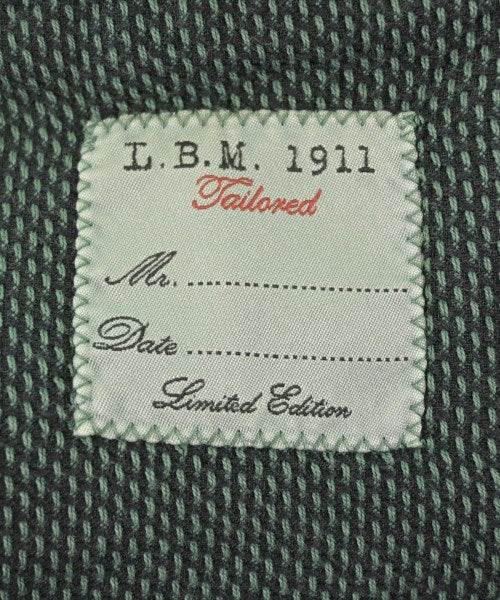 L.B.M. 1911
Tailored
Mr. ........................................
Date ........................................
Limited Edition